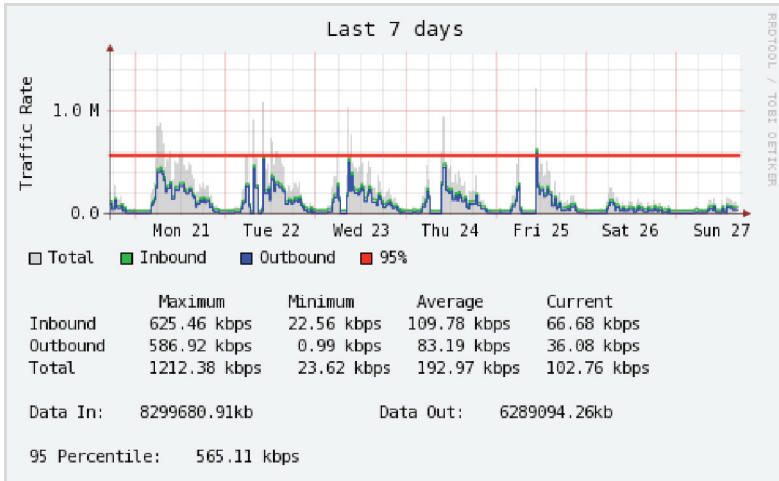 Last 7 days
RRDTOOL / TOBI OETIKER
Traffic Rate
1.0 M
0.0
Mon 21 Tue 22 Wed 23 Thu 24 Fri 25 Sat 26 Sun 27
Total Inbound Outbound 95%
Maximum Minimum Average Current
Inbound 625.46 kbps 22.56 kbps 109.78 kbps 66.68 kbps
Outbound 586.92 kbps 0.99 kbps 83.19 kbps 36.08 kbps
Total 1212.38 kbps 23.62 kbps 192.97 kbps 102.76 kbps
Data In: 8299680.91kb Data Out: 6289094.26kb
95 Percentile: 565.11 kbps